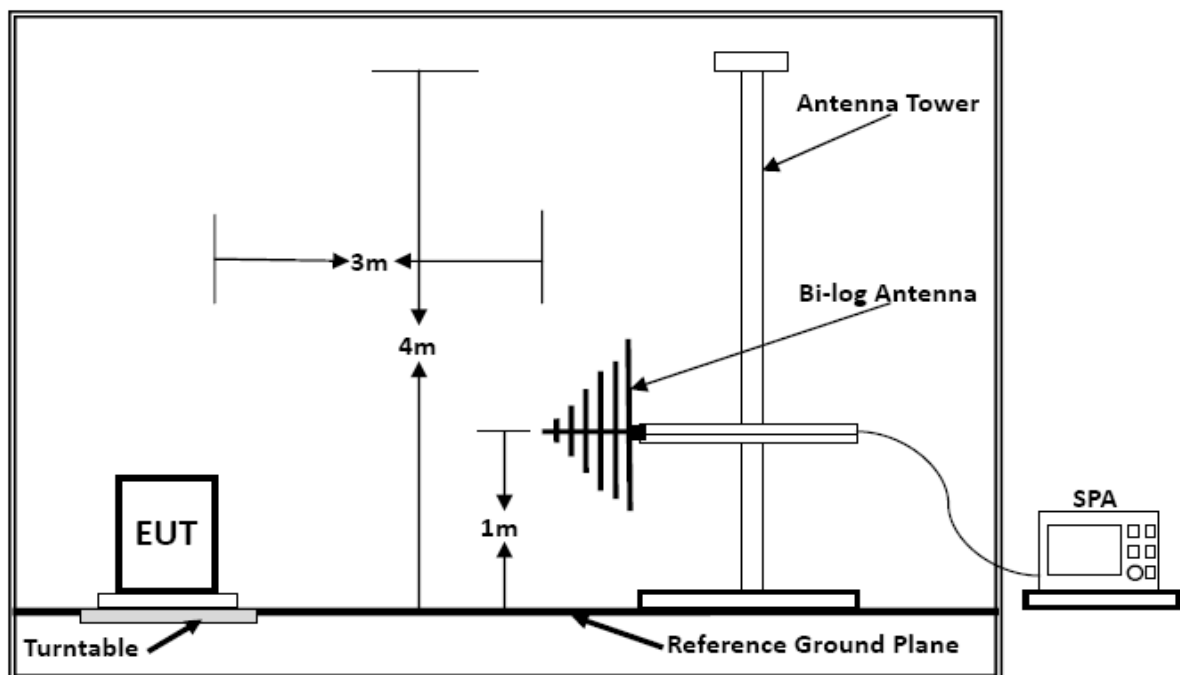 Antenna Tower
3m
Bi-log Antenna
4m
SPA
EUT
1m
Turntable
Reference Ground Plane